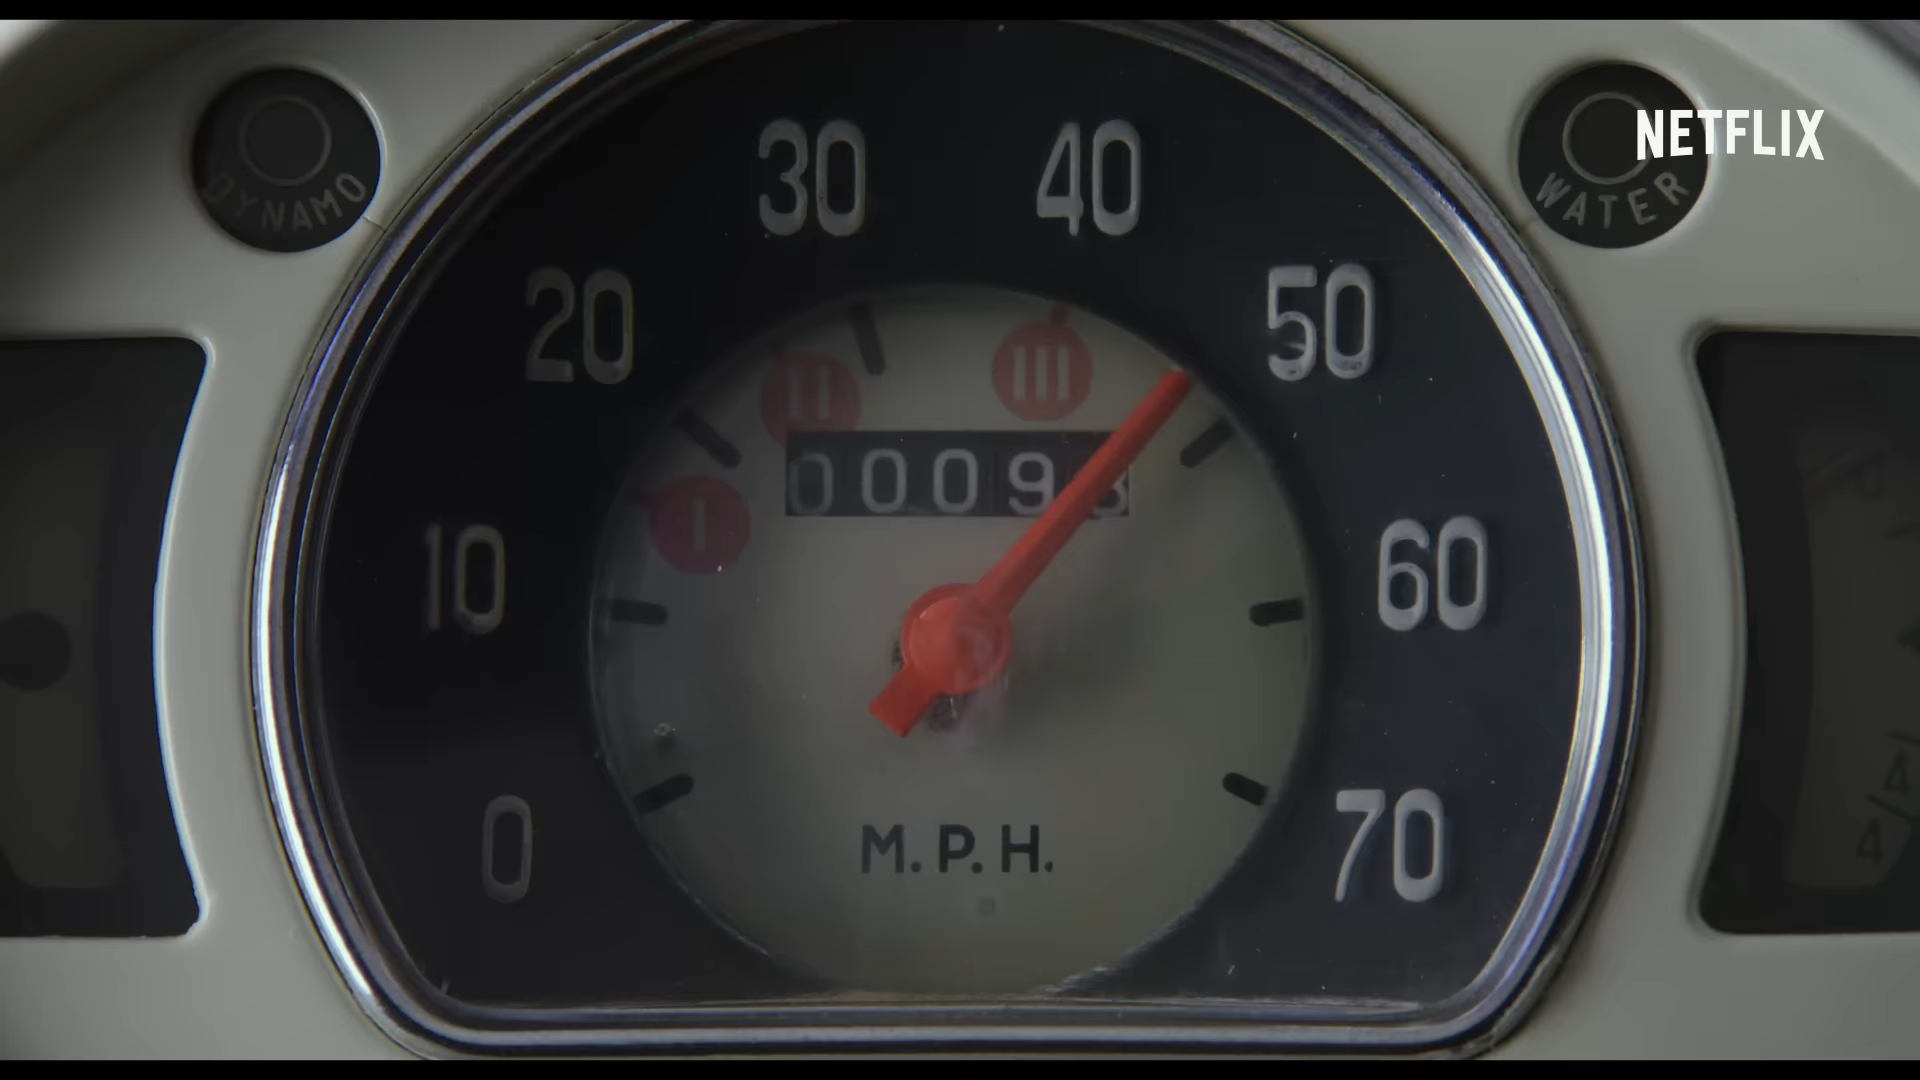 NETFLIX
DYNAMO
WATER
30
40
20
50
II
III
0009
I
10
60
M.P.H.
0
70